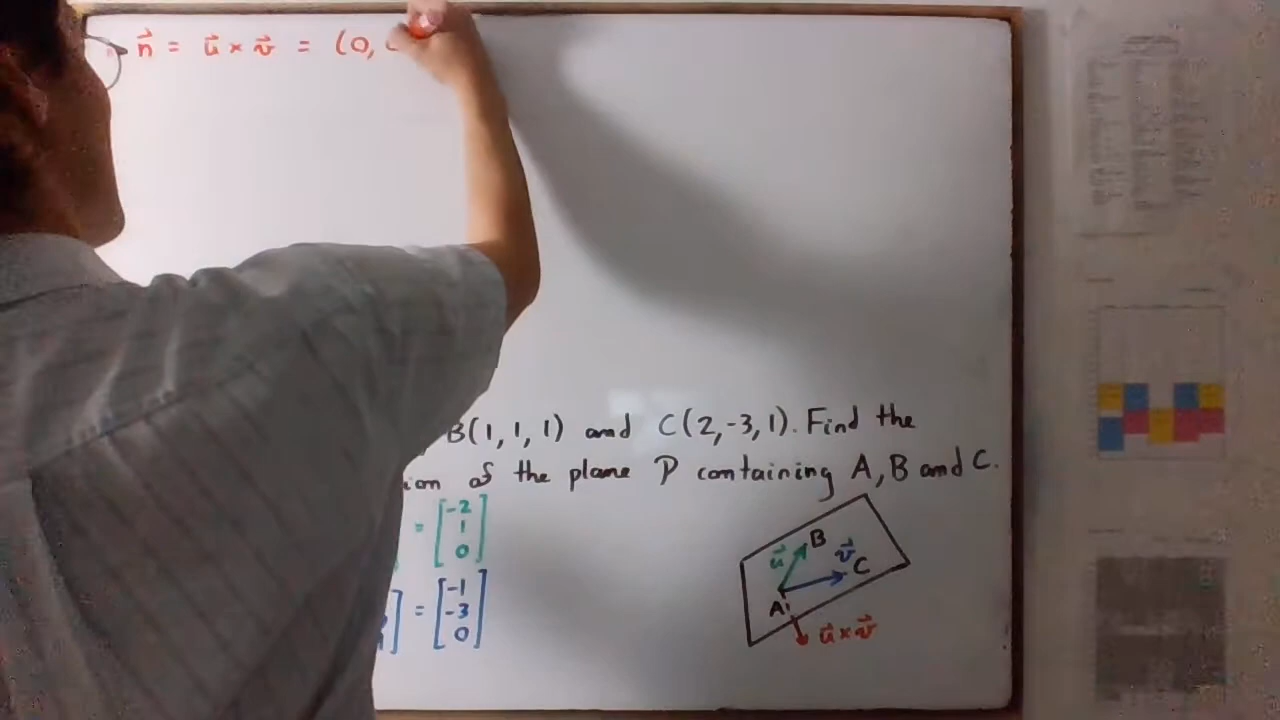 n⃗ = u⃗ × v⃗ = (0,
B(1, 1, 1) and C(2, -3, 1). Find the
ion of the plane P containing A, B and C.
= [-2
1
0]
= [-1
-3
0]
B
u⃗
v⃗
C
A
u⃗ × v⃗